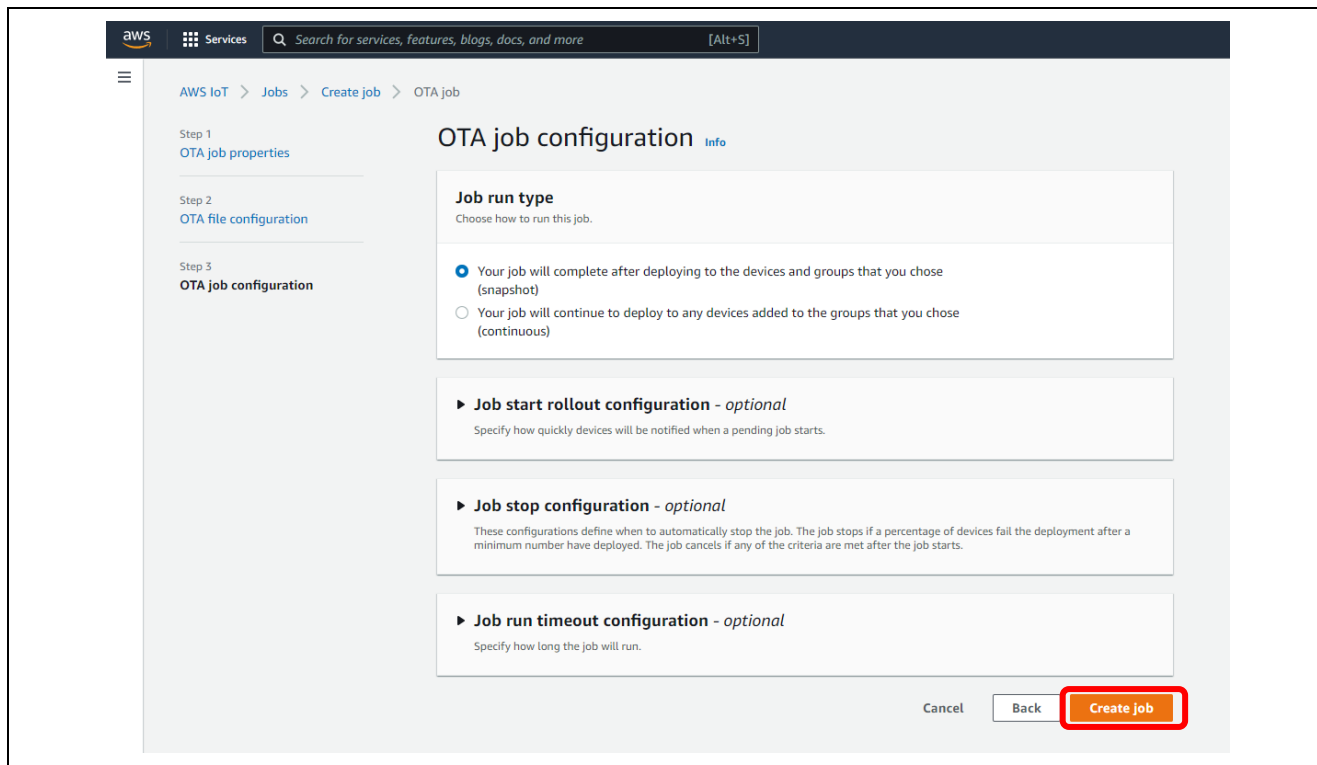 aws
Services
Search for services, features, blogs, docs, and more
[Alt+S]
AWS IoT > Jobs > Create job > OTA job
Step 1
OTA job properties
Step 2
OTA file configuration
Step 3
OTA job configuration
OTA job configuration Info
Job run type
Choose how to run this job.
Your job will complete after deploying to the devices and groups that you chose
(snapshot)
Your job will continue to deploy to any devices added to the groups that you chose
(continuous)
Job start rollout configuration - optional
Specify how quickly devices will be notified when a pending job starts.
Job stop configuration - optional
These configurations define when to automatically stop the job. The job stops if a percentage of devices fail the deployment after a
minimum number have deployed. The job cancels if any of the criteria are met after the job starts.
Job run timeout configuration - optional
Specify how long the job will run.
Cancel
Back
Create job